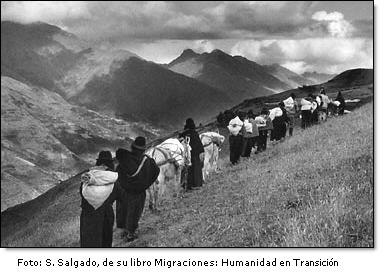 Foto: S. Salgado, de su libro Migraciones: Humanidad en Transición